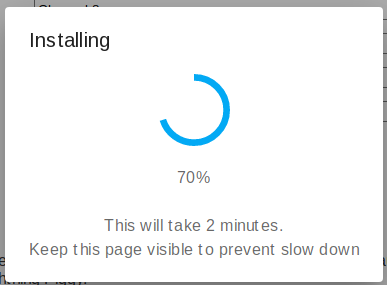 Installing
70%
This will take 2 minutes.
Keep this page visible to prevent slow down